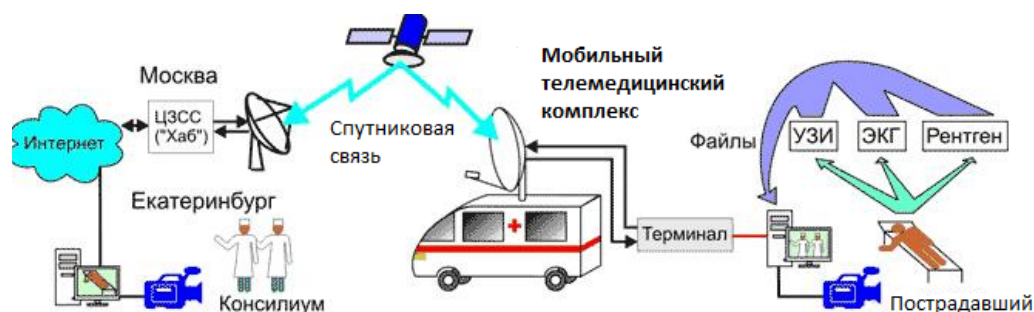 Москва
ЦЗСС
("Хаб")
Интернет
Спутниковая
связь
Мобильный
телемедицинский
комплекс
Файлы
УЗИ
ЭКГ
Рентген
Екатеринбург
Консилиум
Терминал
Пострадавший